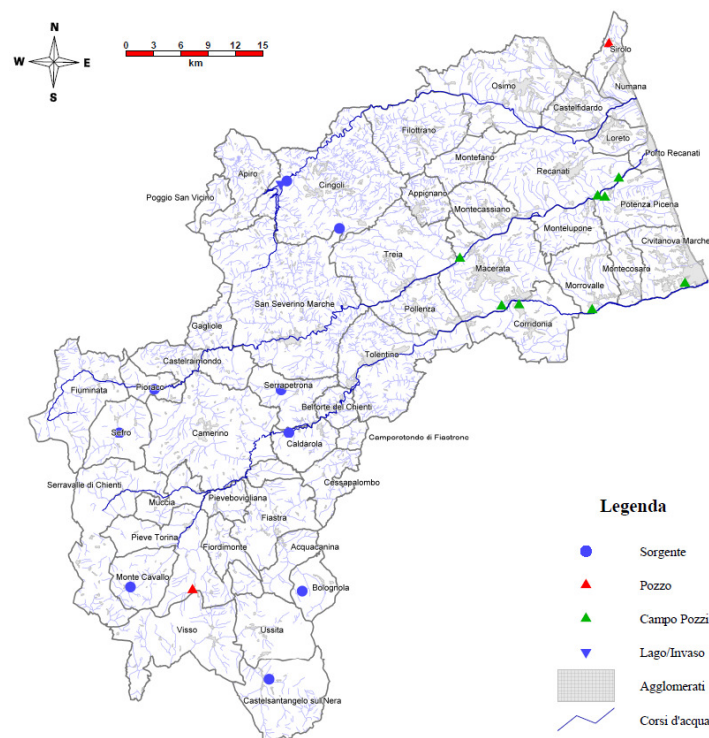 N
W
E
S
0 3 6 9 12 15
km
Sirolo
Numana
Osimo
Castelfidardo
Loreto
Filottrano
Porto Recanati
Montefano
Recanati
Apiro
Cingoli
Poggio San Vicino
Appignano
Potenza Picena
Montecassiano
Montelupone
Civitanova Marche
Treia
Macerata
Montecosaro
Morrovalle
San Severino Marche
Pollenza
Corridonia
Gagliole
Tolentino
Castelraimondo
Fiuminata
Pioraco
Serrapetrona
Belforte del Chienti
Sefro
Camerino
Caldarola
Camporotondo di Fiastrone
Serravalle di Chienti
Cessapalombo
Muccia
Pievebovigliana
Fiastra
Pieve Torina
Fiordimonte
Acquacanina
Monte Cavallo
Bolognola
Visso
Ussita
Castelsantangelo sul Nera
Legenda
Sorgente
Pozzo
Campo Pozzi
Lago/Invaso
Agglomerati
Corsi d'acqua